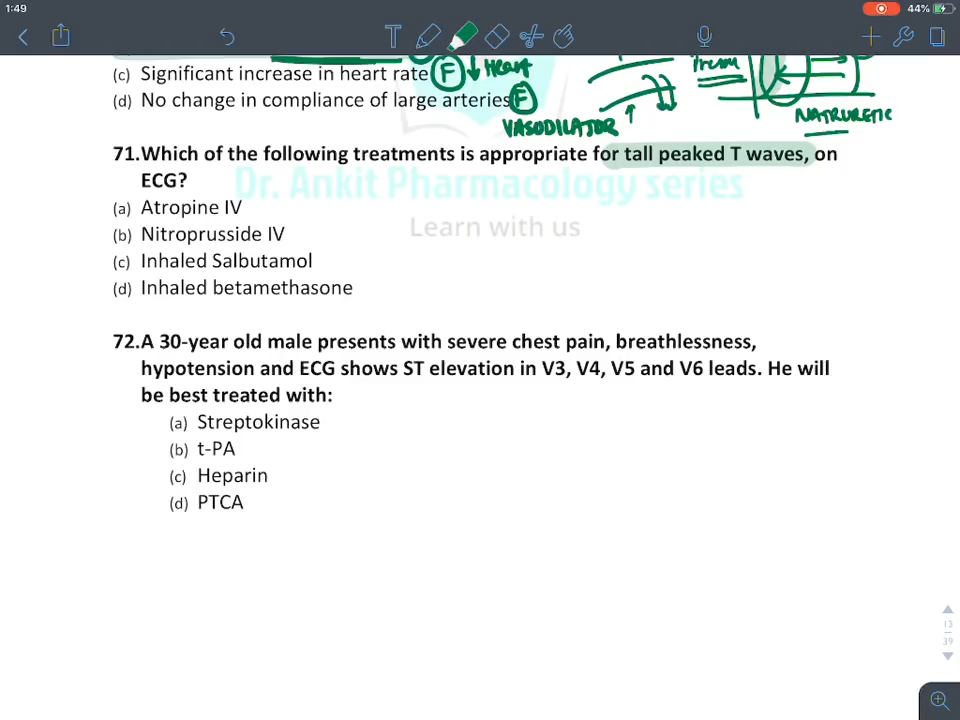 1:49
44%
(c) Significant increase in heart rate F ↓ Heart
(d) No change in compliance of large arteries F
VASODILATOR ↑
NATRURETIC
71.Which of the following treatments is appropriate for tall peaked T waves, on
ECG?
Dr. Ankit Pharmacology series
Learn with us
(a) Atropine IV
(b) Nitroprusside IV
(c) Inhaled Salbutamol
(d) Inhaled betamethasone
72.A 30-year old male presents with severe chest pain, breathlessness,
hypotension and ECG shows ST elevation in V3, V4, V5 and V6 leads. He will
be best treated with:
(a) Streptokinase
(b) t-PA
(c) Heparin
(d) PTCA
13
39